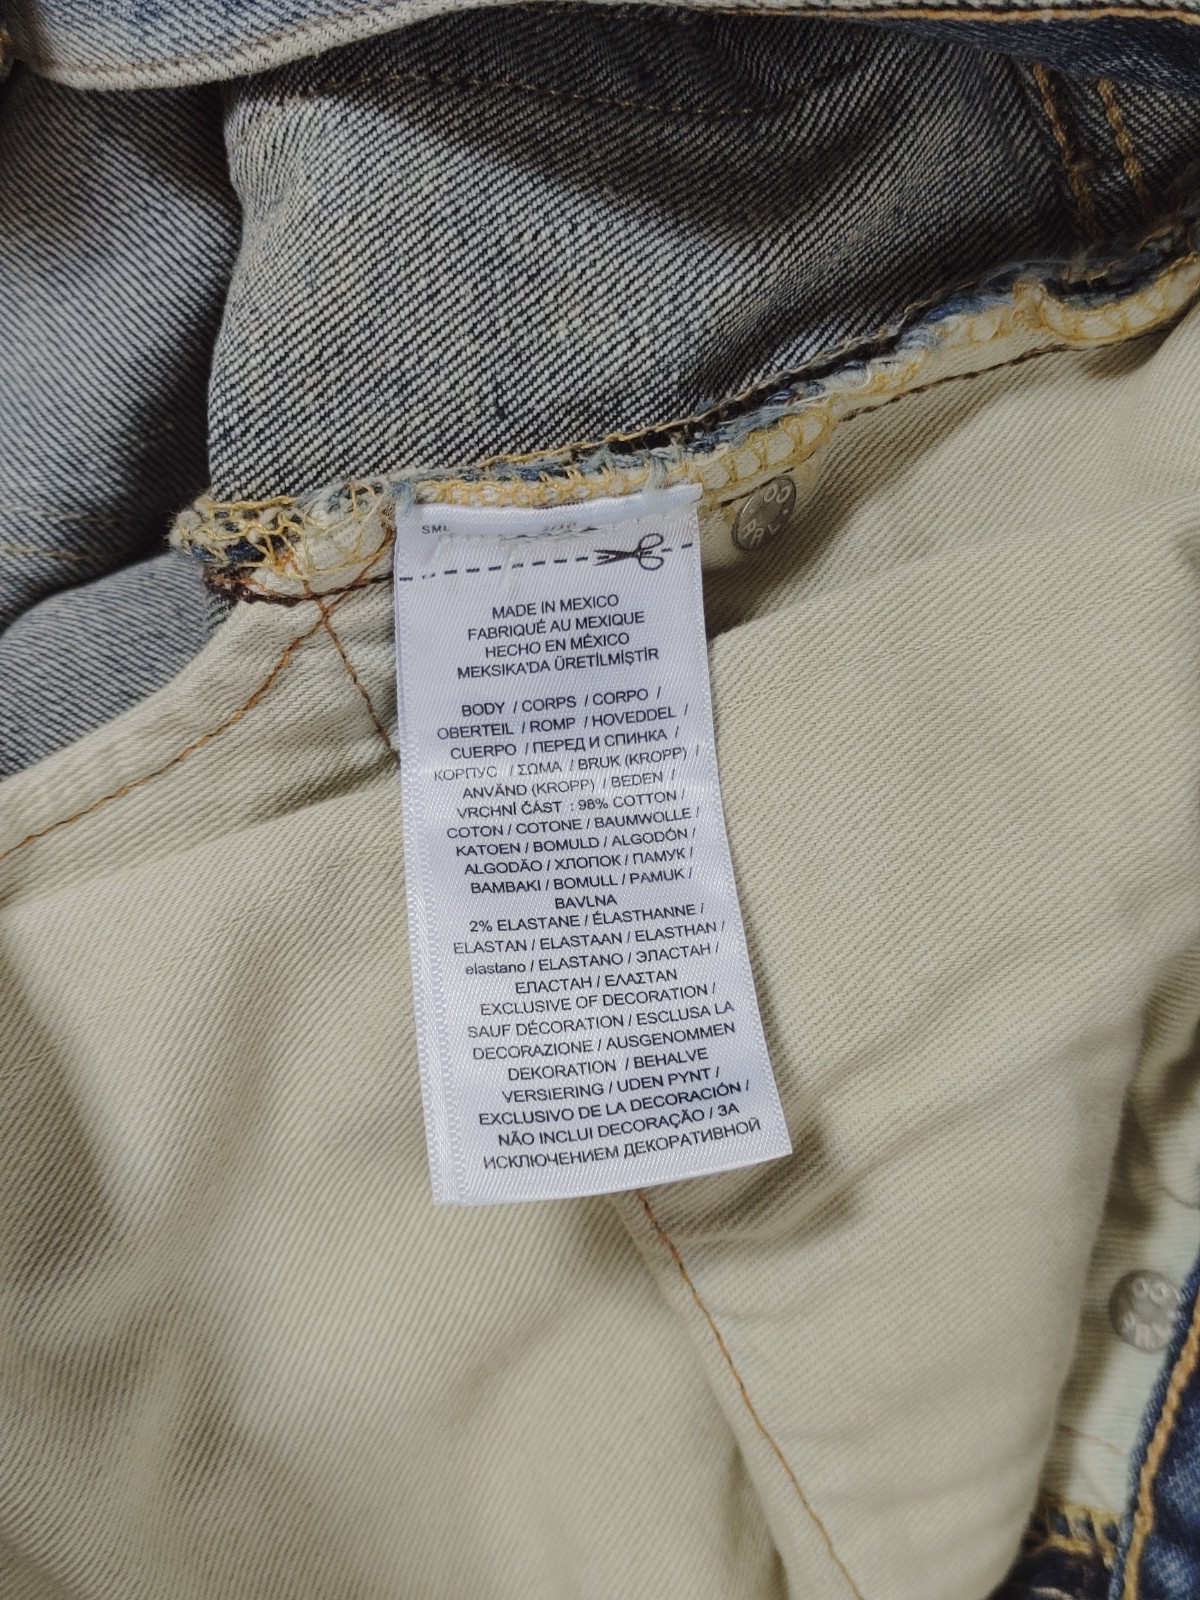 SML
MADE IN MEXICO
FABRIQUÉ AU MEXIQUE
HECHO EN MÉXICO
MEKSIKA'DA ÜRETİLMİŞTİR
BODY / CORPS / CORPO /
OBERTEIL / ROMP / HOVEDDEL /
CUERPO / ПЕРЕД И СПИНКА /
КОРПУС / ΣΩΜΑ / BRUK (KROPP) /
ANVÄND (KROPP) / BEDEN /
VRCHNÍ ČÁST : 98% COTTON /
COTON / COTONE / BAUMWOLLE /
KATOEN / BOMULD / ALGODÓN /
ALGODÃO / ХЛОПОК / ПАМУК /
BAMBAKI / BOMULL / PAMUK /
BAVLNA
2% ELASTANE / ÉLASTHANNE /
ELASTAN / ELASTAAN / ELASTHAN /
elastano / ELASTANO / ЭЛАСТАН /
ЕЛАСТАН / ΕΛΑΣΤΑΝ
EXCLUSIVE OF DECORATION /
SAUF DÉCORATION / ESCLUSA LA
DECORAZIONE / AUSGENOMMEN
DEKORATION / BEHALVE
VERSIERING / UDEN PYNT /
EXCLUSIVO DE LA DECORACIÓN /
NÃO INCLUI DECORAÇÃO / ЗА
ИСКЛЮЧЕНИЕМ ДЕКОРАТИВНОЙ